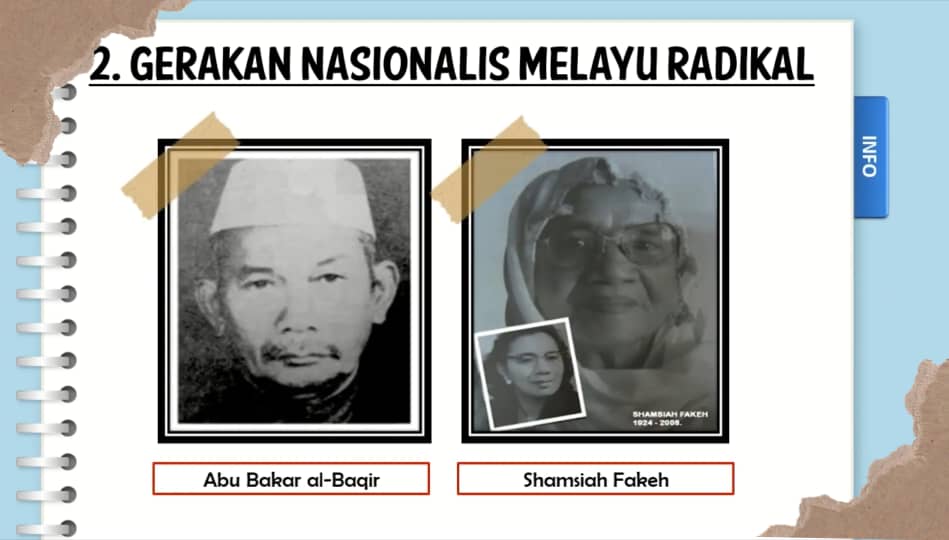 2. GERAKAN NASIONALIS MELAYU RADIKAL
INFO
SHAMSIAH FAKEH
1924 - 2008.
Abu Bakar al-Baqir
Shamsiah Fakeh